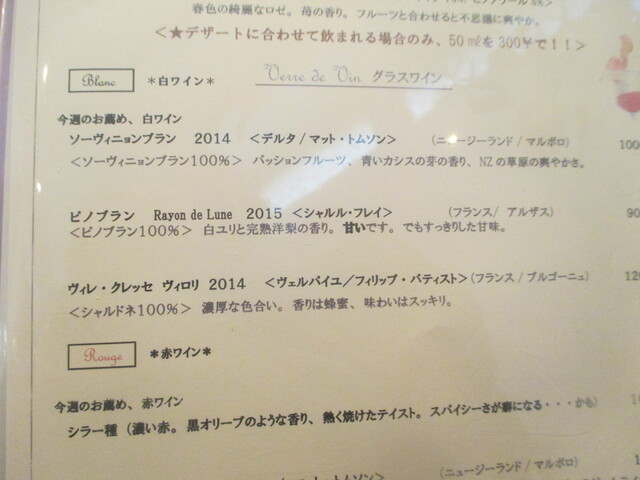 春色の綺麗なロゼ。苺の香り。フルーツと合わせると不思議に爽やか。
＜★デザートに合わせて飲まれる場合のみ、50㎖を300￥で！！＞
Blanc ＊白ワイン＊ Verre de Vin グラスワイン
今週のお薦め、白ワイン
ソーヴィニョンブラン 2014 ＜デルタ / マット・トムソン＞ (ニュージーランド / マルボロ)
＜ソーヴィニョンブラン100％＞ パッションフルーツ、青いカシスの芽の香り、NZの草原の爽やかさ。
ピノブラン Rayon de Lune 2015 ＜シャルル・フレイ＞ (フランス/ アルザス)
＜ピノブラン100％＞ 白ユリと完熟洋梨の香り。甘いです。でもすっきりした甘味。
ヴィレ・クレッセ ヴィロリ 2014 ＜ヴェルパイユ／フィリップ・バティスト＞(フランス / ブルゴーニュ)
＜シャルドネ100％＞ 濃厚な色合い。香りは蜂蜜、味わいはスッキリ。
Rouge ＊赤ワイン＊
今週のお薦め、赤ワイン
シラー種（濃い赤。黒オリーブのような香り、熱く焼けたテイスト。スパイシーさが癖になる・・・かも）
(ニュージーランド / マルボロ)